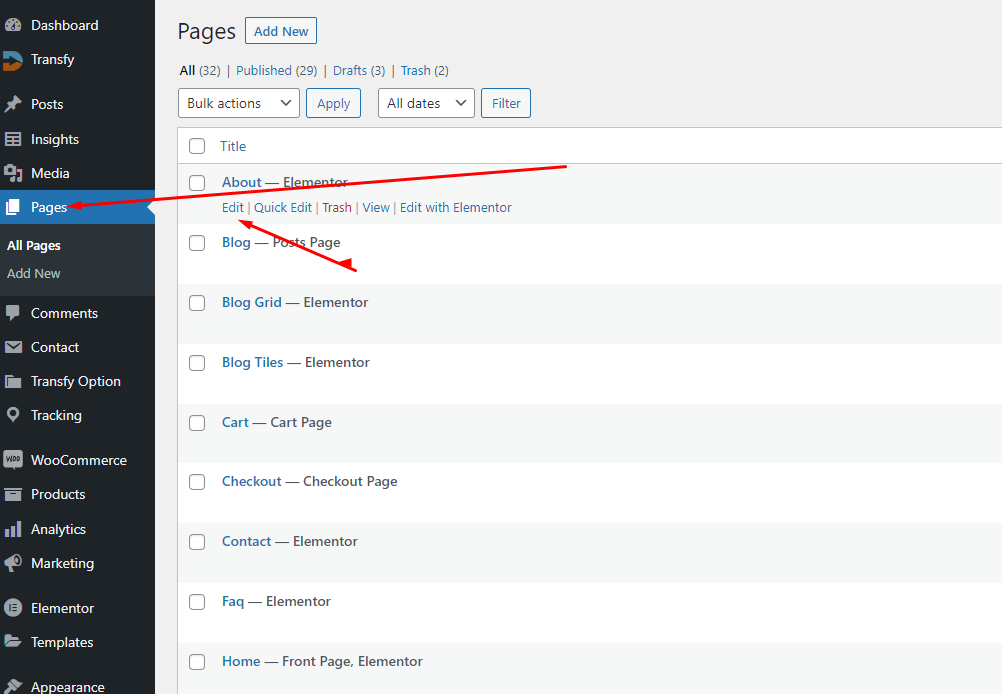 Dashboard
Transfy
Posts
Insights
Media
Pages
All Pages
Add New
Comments
Contact
Transfy Option
Tracking
WooCommerce
Products
Analytics
Marketing
Elementor
Templates
Appearance
Pages Add New
All (32) | Published (29) | Drafts (3) | Trash (2)
Bulk actions Apply All dates Filter
Title
About — Elementor
Edit | Quick Edit | Trash | View | Edit with Elementor
Blog — Posts Page
Blog Grid — Elementor
Blog Tiles — Elementor
Cart — Cart Page
Checkout — Checkout Page
Contact — Elementor
Faq — Elementor
Home — Front Page, Elementor